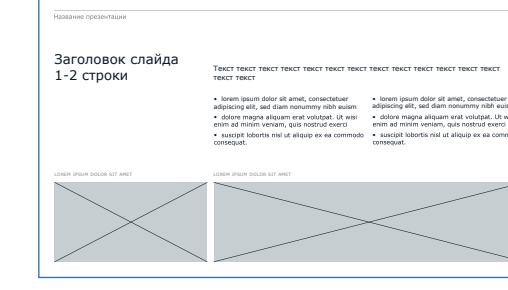 Название презентации
Заголовок слайда
1-2 строки
Текст текст текст текст текст текст текст текст текст текст текст текст
текст текст
• lorem ipsum dolor sit amet, consectetuer
adipiscing elit, sed diam nonummy nibh euism
• dolore magna aliquam erat volutpat. Ut wisi
enim ad minim veniam, quis nostrud exerci
• suscipit lobortis nisl ut aliquip ex ea commodo
consequat.
• lorem ipsum dolor sit amet, consectetuer
adipiscing elit, sed diam nonummy nibh euis
• dolore magna aliquam erat volutpat. 
enim ad minim veniam, quis nostrud exerci
• suscipit lobortis nisl ut aliquip ex ea comm
consequat.
LOREM IPSUM DOLOR SIT AMET
LOREM IPSUM DOLOR SIT AMET